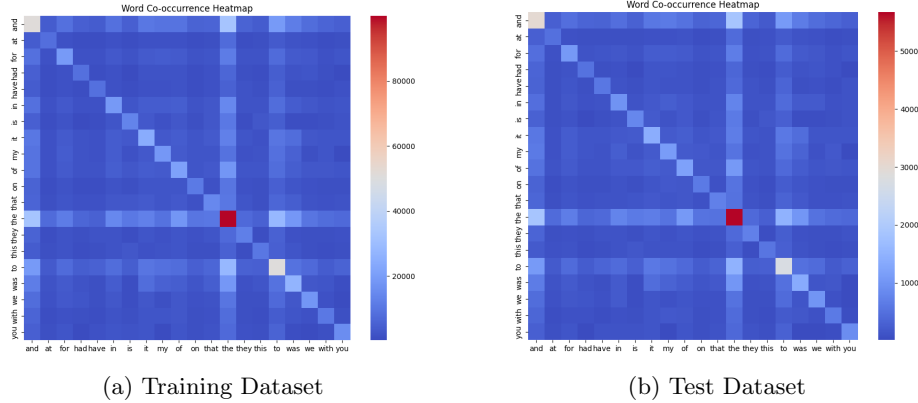 Word Co-occurrence Heatmap
and
at
for
had
have
in
is
it
my
of
on
that
the
they
this
to
was
we
with
you
and at for had have in is it my of on that the they this to was we with you
80000
60000
40000
20000
(a) Training Dataset
Word Co-occurrence Heatmap
and
at
for
had
have
in
is
it
my
of
on
that
the
they
this
to
was
we
with
you
and at for had have in is it my of on that the they this to was we with you
5000
4000
3000
2000
1000
(b) Test Dataset